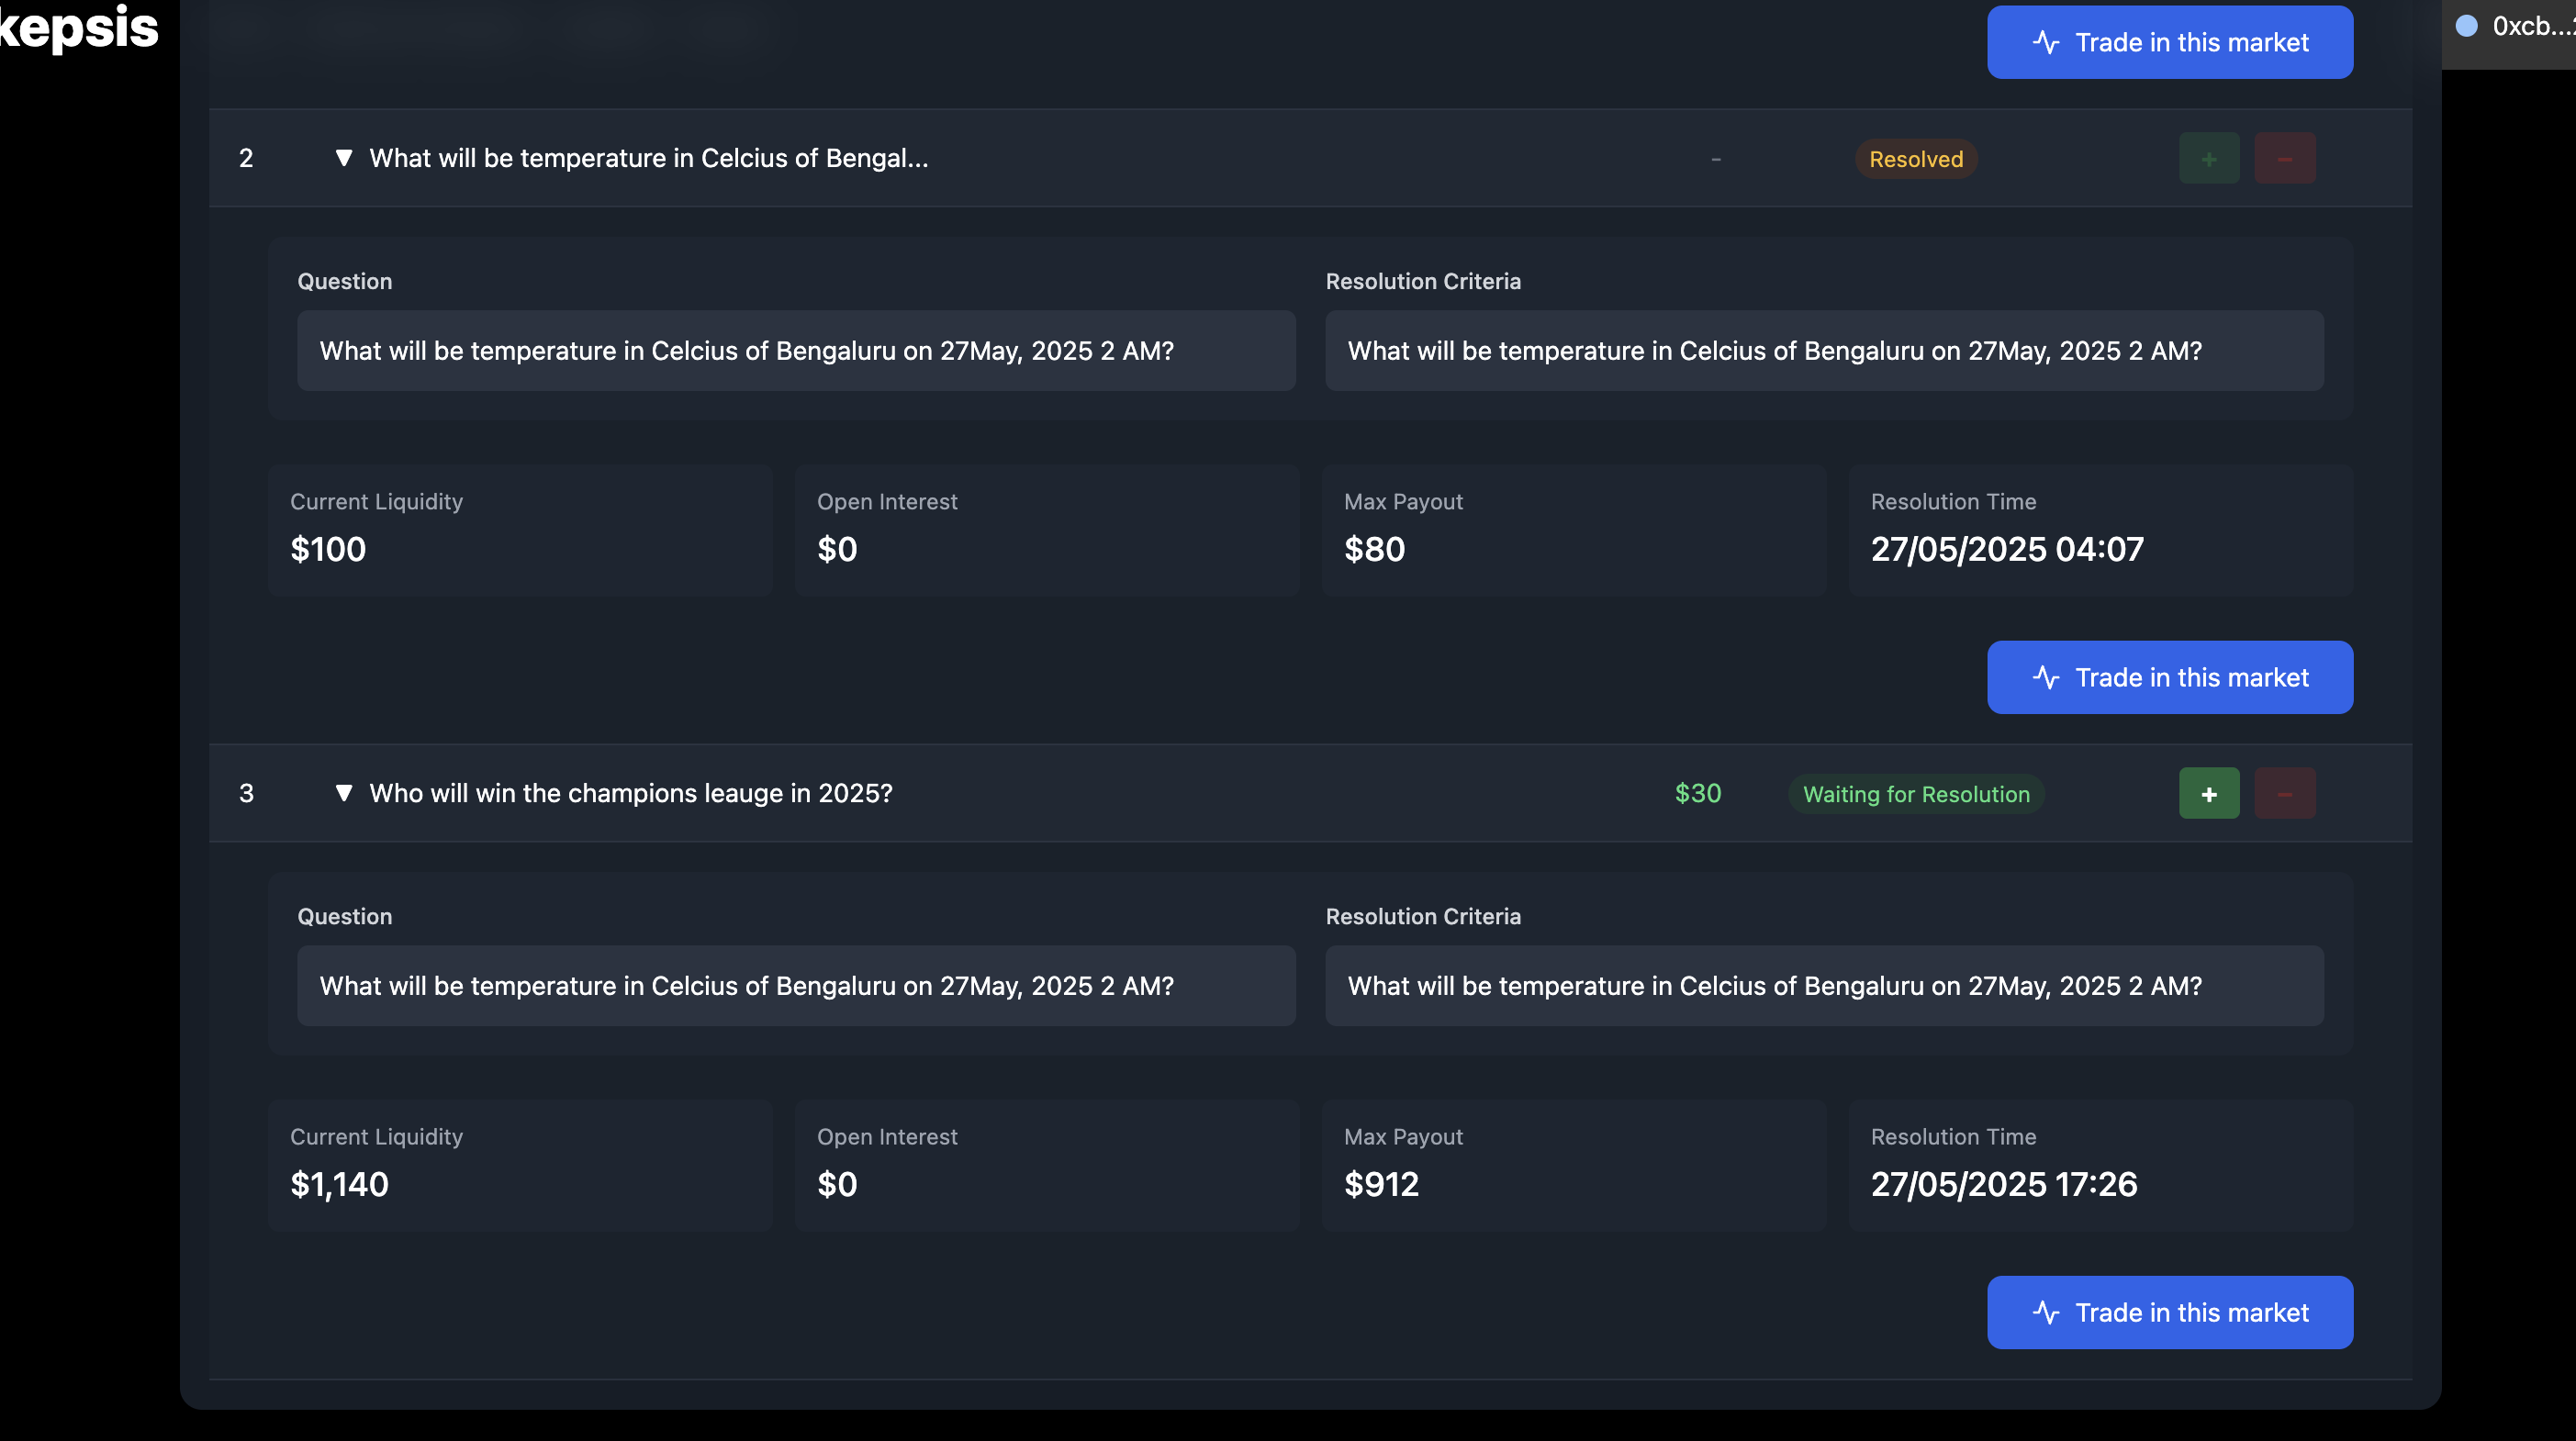 kepsis
Trade in this market
0xcb...
2 ▼ What will be temperature in Celcius of Bengal... - Resolved + −
Question Resolution Criteria
What will be temperature in Celcius of Bengaluru on 27May, 2025 2 AM? What will be temperature in Celcius of Bengaluru on 27May, 2025 2 AM?
Current Liquidity Open Interest Max Payout Resolution Time
$100 $0 $80 27/05/2025 04:07
Trade in this market
3 ▼ Who will win the champions leauge in 2025? $30 Waiting for Resolution + −
Question Resolution Criteria
What will be temperature in Celcius of Bengaluru on 27May, 2025 2 AM? What will be temperature in Celcius of Bengaluru on 27May, 2025 2 AM?
Current Liquidity Open Interest Max Payout Resolution Time
$1,140 $0 $912 27/05/2025 17:26
Trade in this market